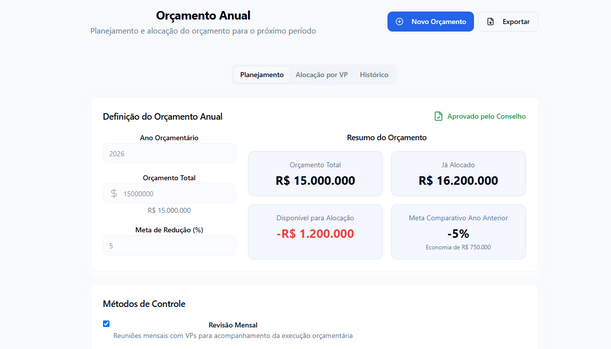 Orçamento Anual
Planejamento e alocação do orçamento para o próximo período
Novo Orçamento
Exportar
Planejamento
Alocação por VP
Histórico
Definição do Orçamento Anual
Aprovado pelo Conselho
Ano Orçamentário
2026
Orçamento Total
$ 15000000
R$ 15.000.000
Meta de Redução (%)
5
Resumo do Orçamento
Orçamento Total
R$ 15.000.000
Já Alocado
R$ 16.200.000
Disponível para Alocação
-R$ 1.200.000
Meta Comparativo Ano Anterior
-5%
Economia de R$ 750.000
Métodos de Controle
Revisão Mensal
Reuniões mensais com VPs para acompanhamento da execução orçamentária